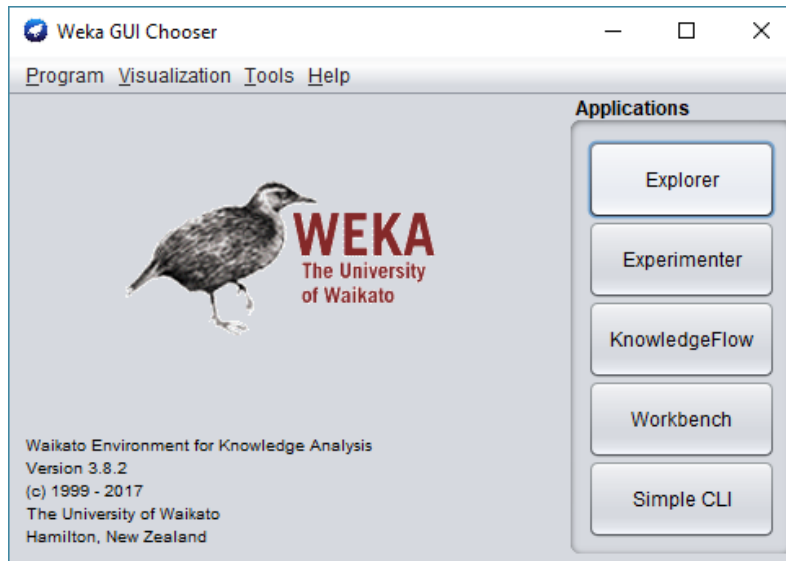 Weka GUI Chooser
Program Visualization Tools Help
Applications
Explorer
Experimenter
KnowledgeFlow
Workbench
Simple CLI
WEKA
The University
of Waikato
Waikato Environment for Knowledge Analysis
Version 3.8.2
(c) 1999 - 2017
The University of Waikato
Hamilton, New Zealand